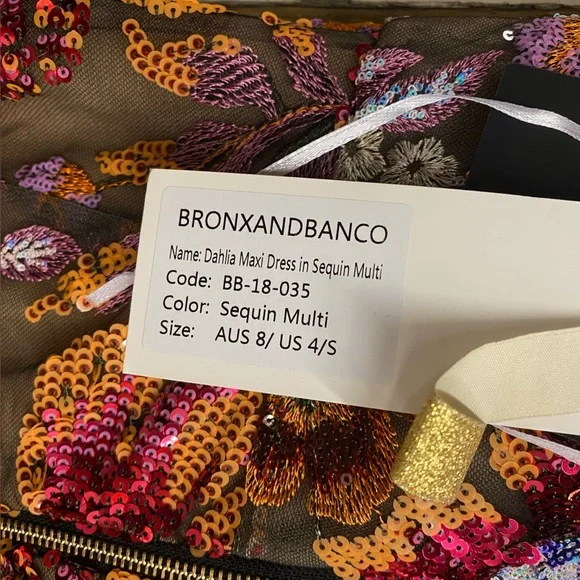 BRONXANDBANCO
Name: Dahlia Maxi Dress in Sequin Multi
Code: BB-18-035
Color: Sequin Multi
Size: AUS 8/ US 4/S